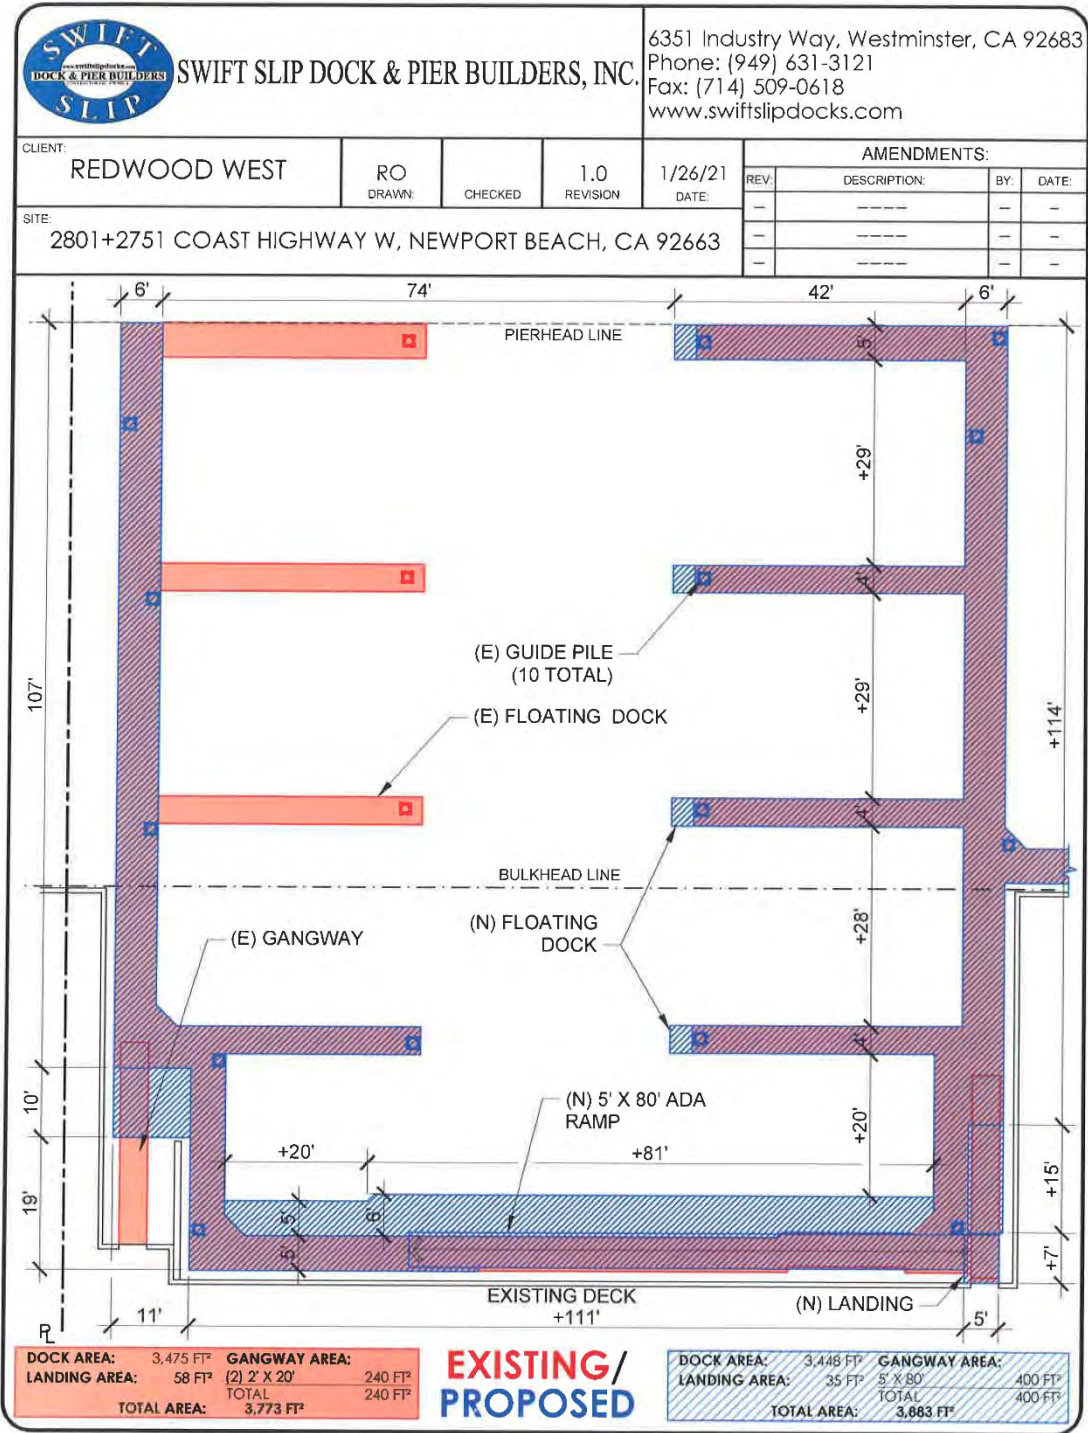 SWIFT
www.swiftslipdocks.com
DOCK & PIER BUILDERS
SLIP
SWIFT SLIP DOCK & PIER BUILDERS, INC.
6351 Industry Way, Westminster, CA 92683
Phone: (949) 631-3121
Fax: (714) 509-0618
www.swiftslipdocks.com
CLIENT:
REDWOOD WEST
RO
DRAWN:
CHECKED
1.0
REVISION
1/26/21
DATE:
AMENDMENTS:
REV: DESCRIPTION: BY: DATE:
– ---- – –
– ---- – –
– ---- – –
SITE:
2801+2751 COAST HIGHWAY W, NEWPORT BEACH, CA 92663
6' 74' 42' 6'
PIERHEAD LINE
5'
+29'
4'
(E) GUIDE PILE
(10 TOTAL)
107'
+29'
(E) FLOATING DOCK
+114'
4'
BULKHEAD LINE
(E) GANGWAY
(N) FLOATING
DOCK
+28'
4'
10'
(N) 5' X 80' ADA
RAMP
+20'
+20' +81'
19'
5' 6'
5'
+15'
+7'
EXISTING DECK
(N) LANDING
PL
11' +111' 5'
DOCK AREA: 3,475 FT² GANGWAY AREA:
LANDING AREA: 58 FT² (2) 2' X 20' 240 FT²
TOTAL 240 FT²
TOTAL AREA: 3,773 FT²
EXISTING/
PROPOSED
DOCK AREA: 3,448 FT² GANGWAY AREA:
LANDING AREA: 35 FT² 5' X 80' 400 FT²
TOTAL 400 FT²
TOTAL AREA: 3,883 FT²